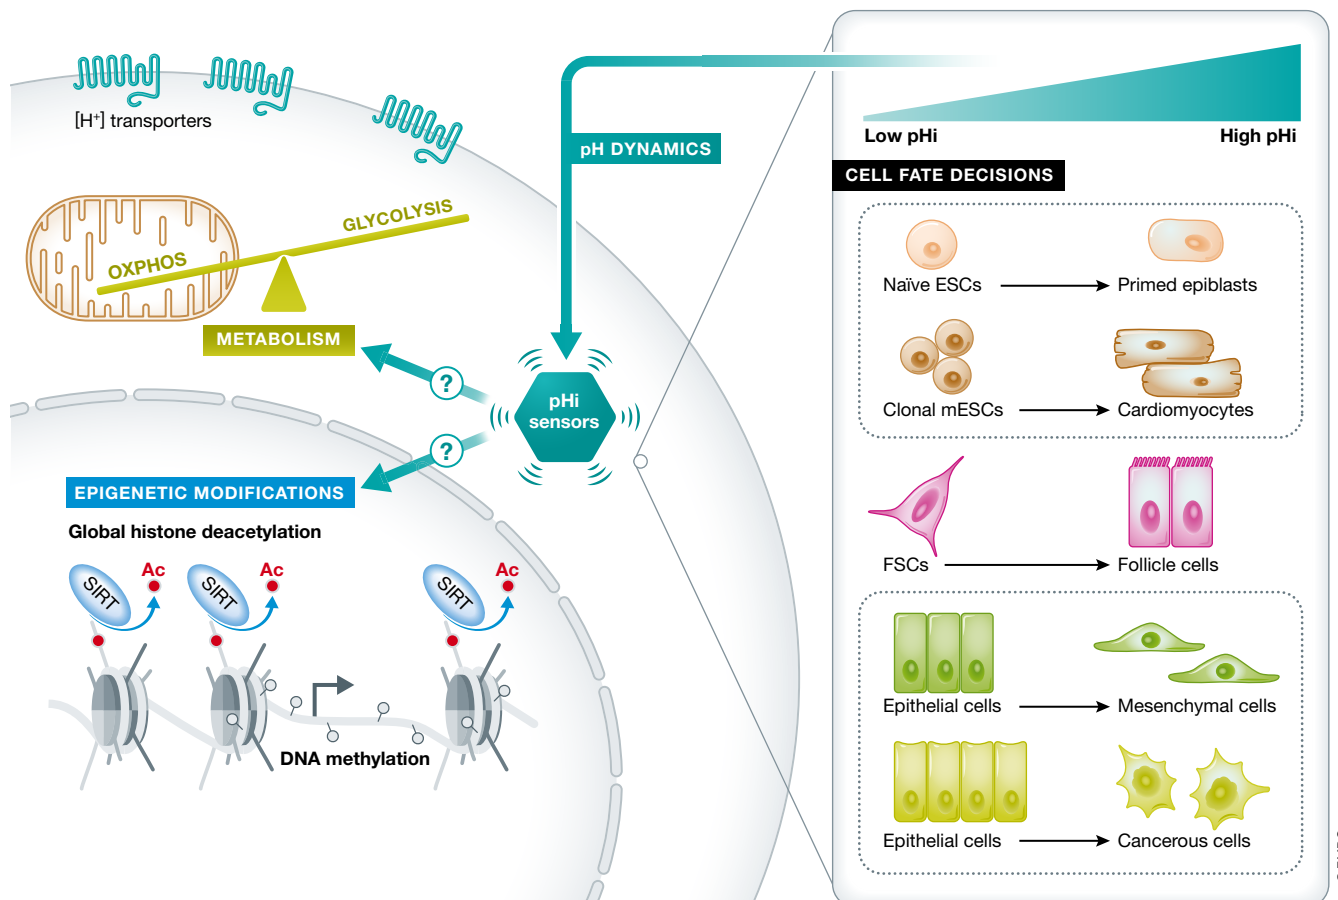 [H⁺] transporters
OXPHOS
GLYCOLYSIS
METABOLISM
pH DYNAMICS
?
pHi
sensors
?
EPIGENETIC MODIFICATIONS
Global histone deacetylation
SIRT
Ac
SIRT
Ac
SIRT
Ac
DNA methylation
Low pHi
High pHi
CELL FATE DECISIONS
Naïve ESCs
Primed epiblasts
Clonal mESCs
Cardiomyocytes
FSCs
Follicle cells
Epithelial cells
Mesenchymal cells
Epithelial cells
Cancerous cells